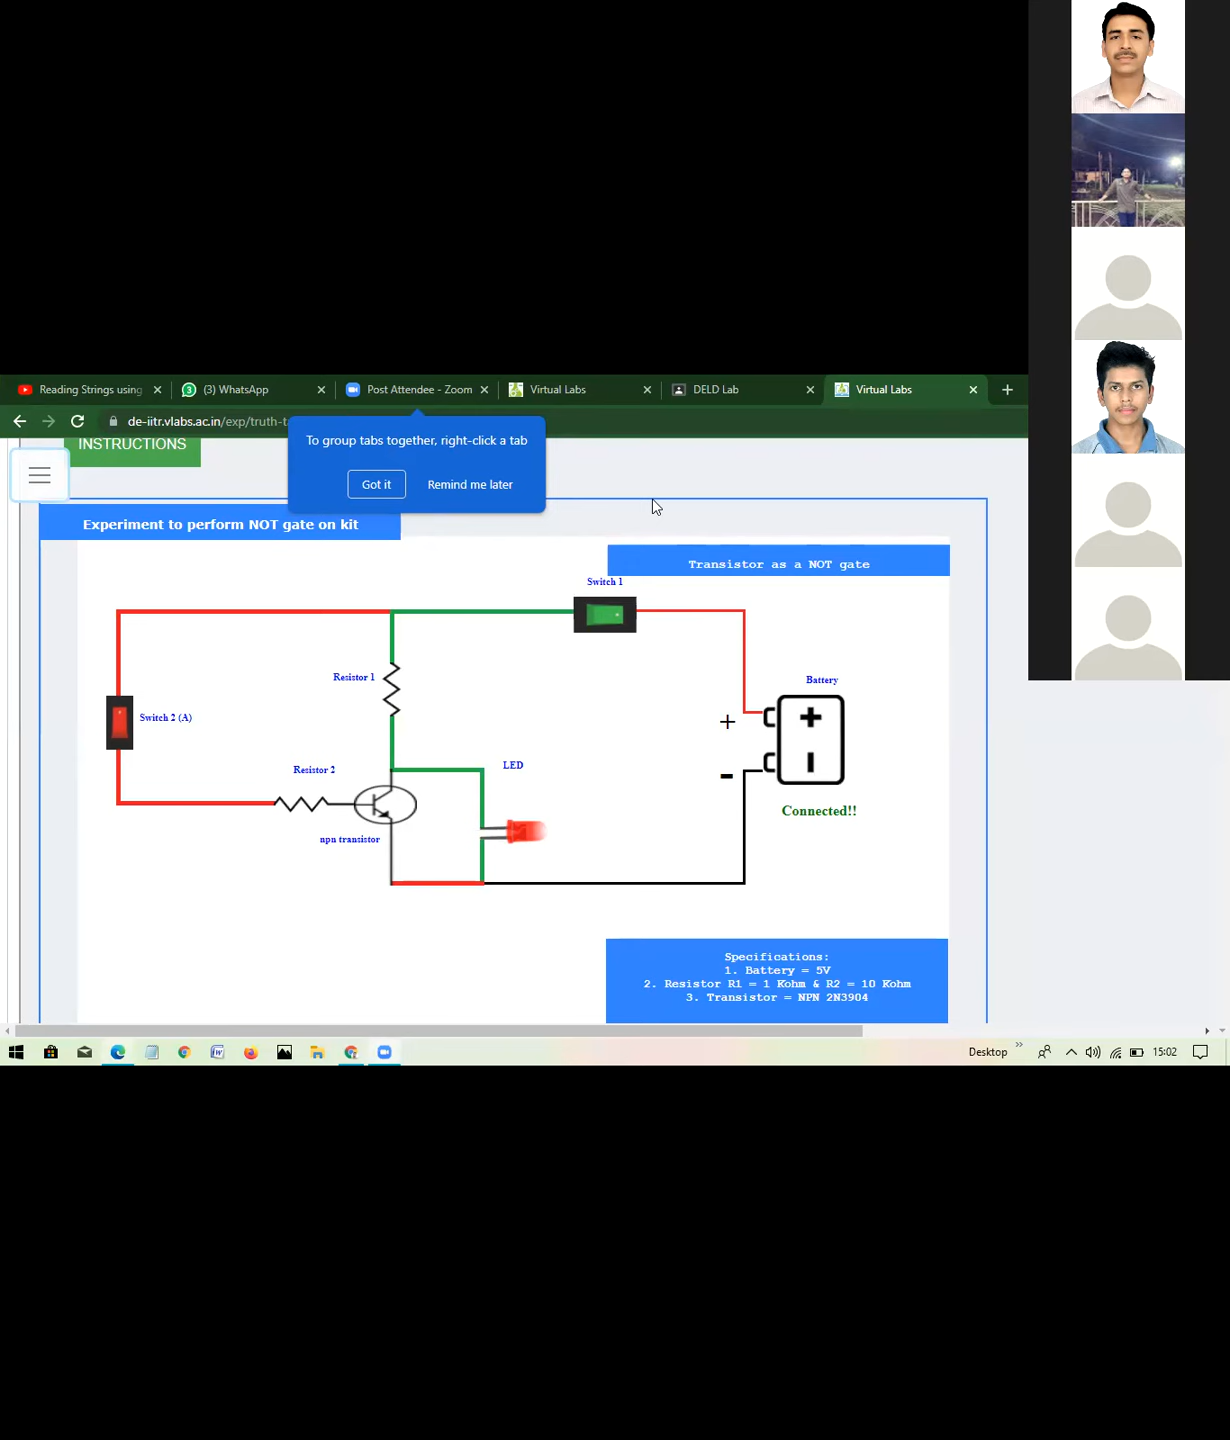 Reading Strings using
3
(3) WhatsApp
Post Attendee - Zoom
Virtual Labs
DELD Lab
Virtual Labs
de-iitr.vlabs.ac.in/exp/truth-ta
INSTRUCTIONS
To group tabs together, right-click a tab
Got it
Remind me later
Experiment to perform NOT gate on kit
Transistor as a NOT gate
Switch 1
Resistor 1
Battery
Switch 2 (A)
+
+
Resistor 2
LED
-
npn transistor
Connected!!
Specifications:
1. Battery = 5V
2. Resistor R1 = 1 Kohm & R2 = 10 Kohm
3. Transistor = NPN 2N3904
Desktop
15:02